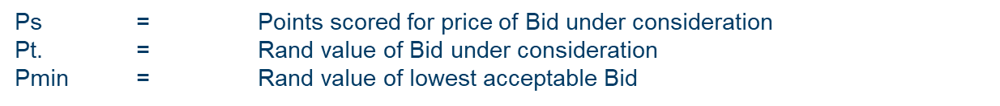 Ps = Points scored for price of Bid under consideration
Pt. = Rand value of Bid under consideration
Pmin = Rand value of lowest acceptable Bid